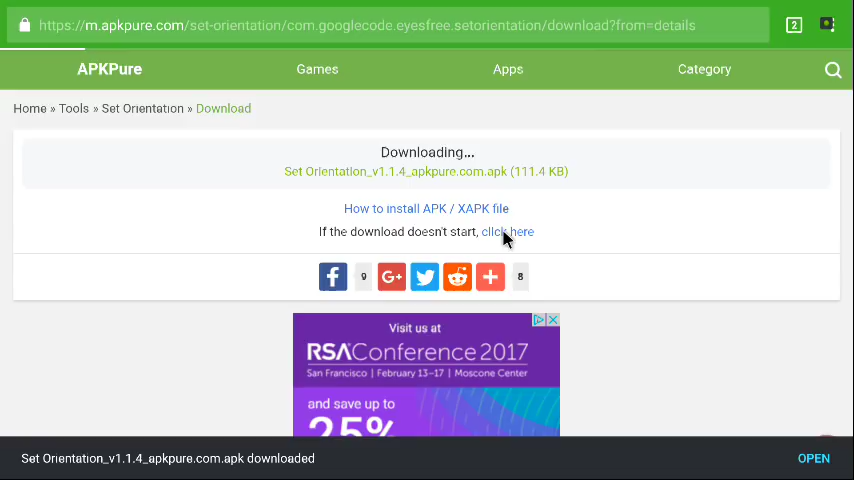 https://m.apkpure.com/set-orientation/com.googlecode.eyesfree.setorientation/download?from=details
2
APKPure Games Apps Category
Home » Tools » Set Orientation » Download
Downloading...
Set Orientation_v1.1.4_apkpure.com.apk (111.4 KB)
How to install APK / XAPK file
If the download doesn't start, click here
f 9 G+ + 8
Visit us at
RSAConference2017
San Francisco | February 13–17 | Moscone Center
and save up to
25%
Set Orientation_v1.1.4_apkpure.com.apk downloaded OPEN